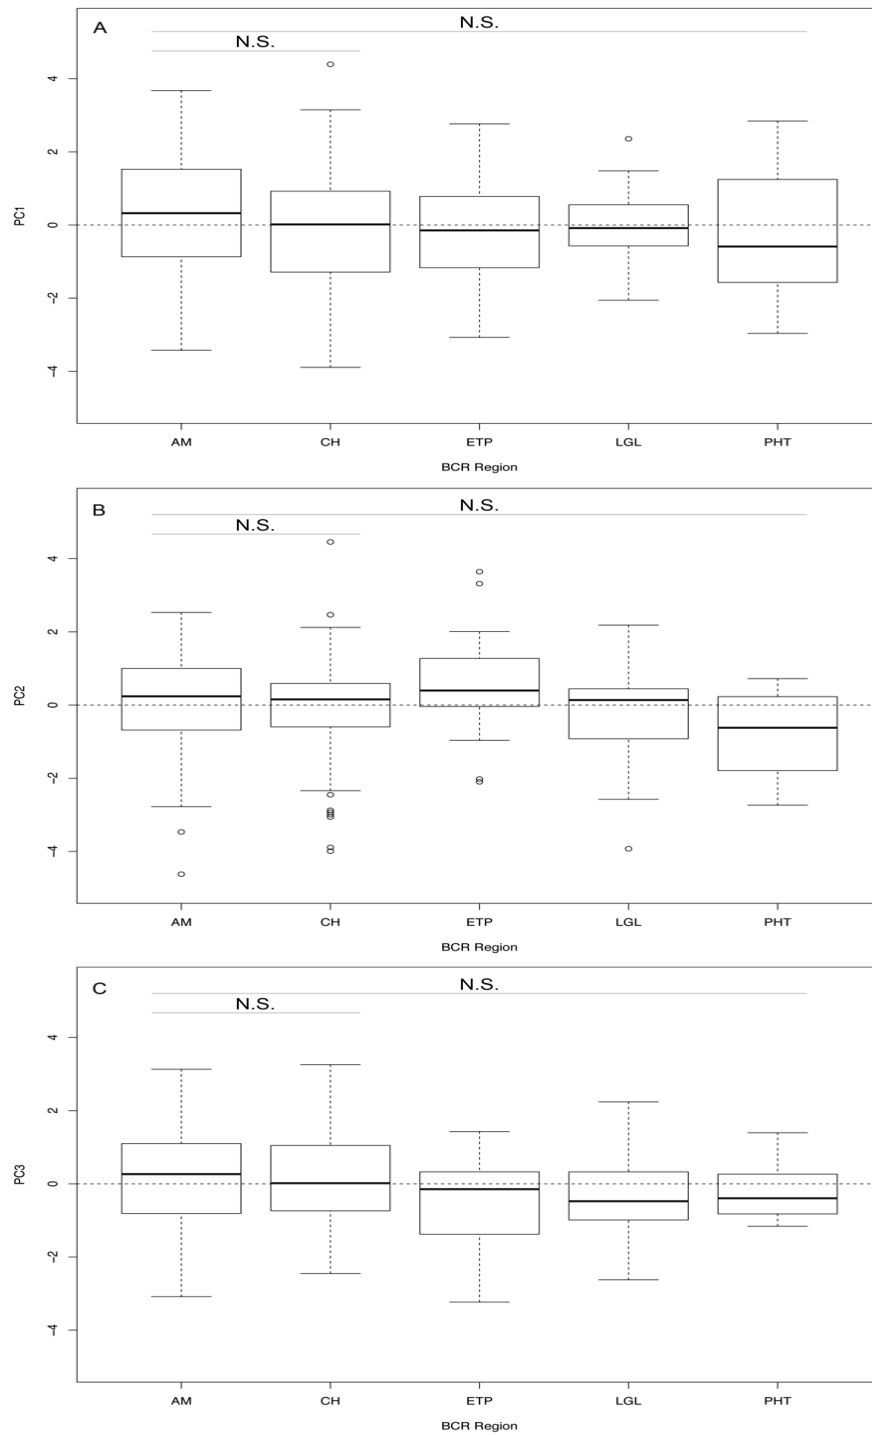 A
N.S.
N.S.
PC1
4
2
0
-2
-4
AM CH ETP LGL PHT
BCR Region
B
N.S.
N.S.
PC2
4
2
0
-2
-4
AM CH ETP LGL PHT
BCR Region
C
N.S.
N.S.
PC3
4
2
0
-2
-4
AM CH ETP LGL PHT
BCR Region